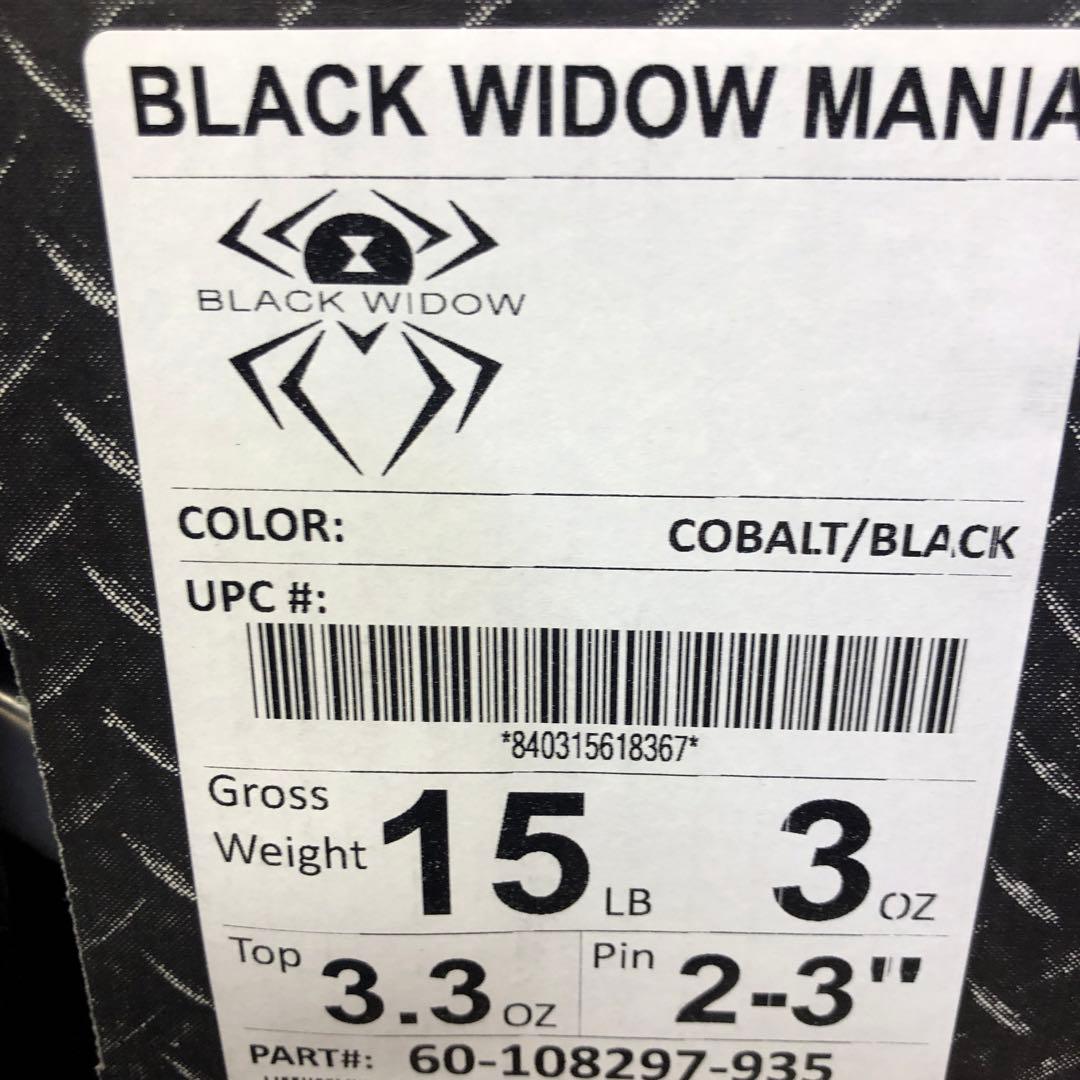 BLACK WIDOW MANIA
BLACK WIDOW
COLOR: COBALT/BLACK
UPC #:
*840315618367*
Gross Weight 15 LB 3 OZ
Top 3.3 OZ Pin 2-3"
PART#: 60-108297-935